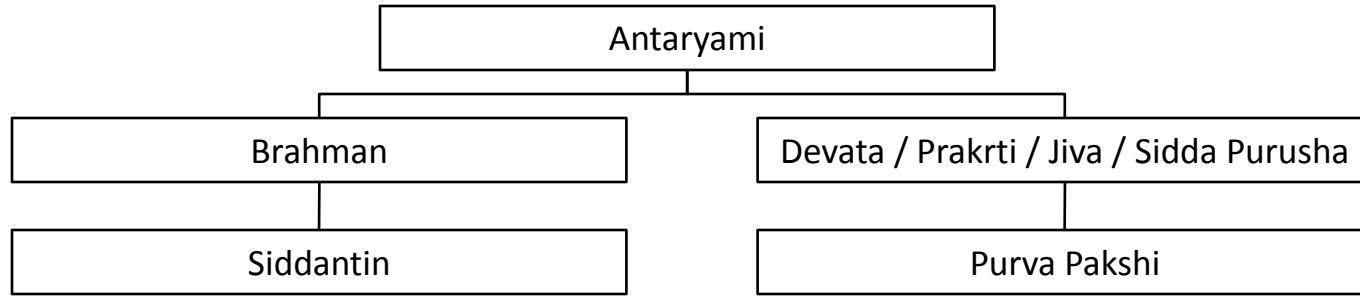 Antaryami
Brahman
Devata / Prakrti / Jiva / Sidda Purusha
Siddantin
Purva Pakshi